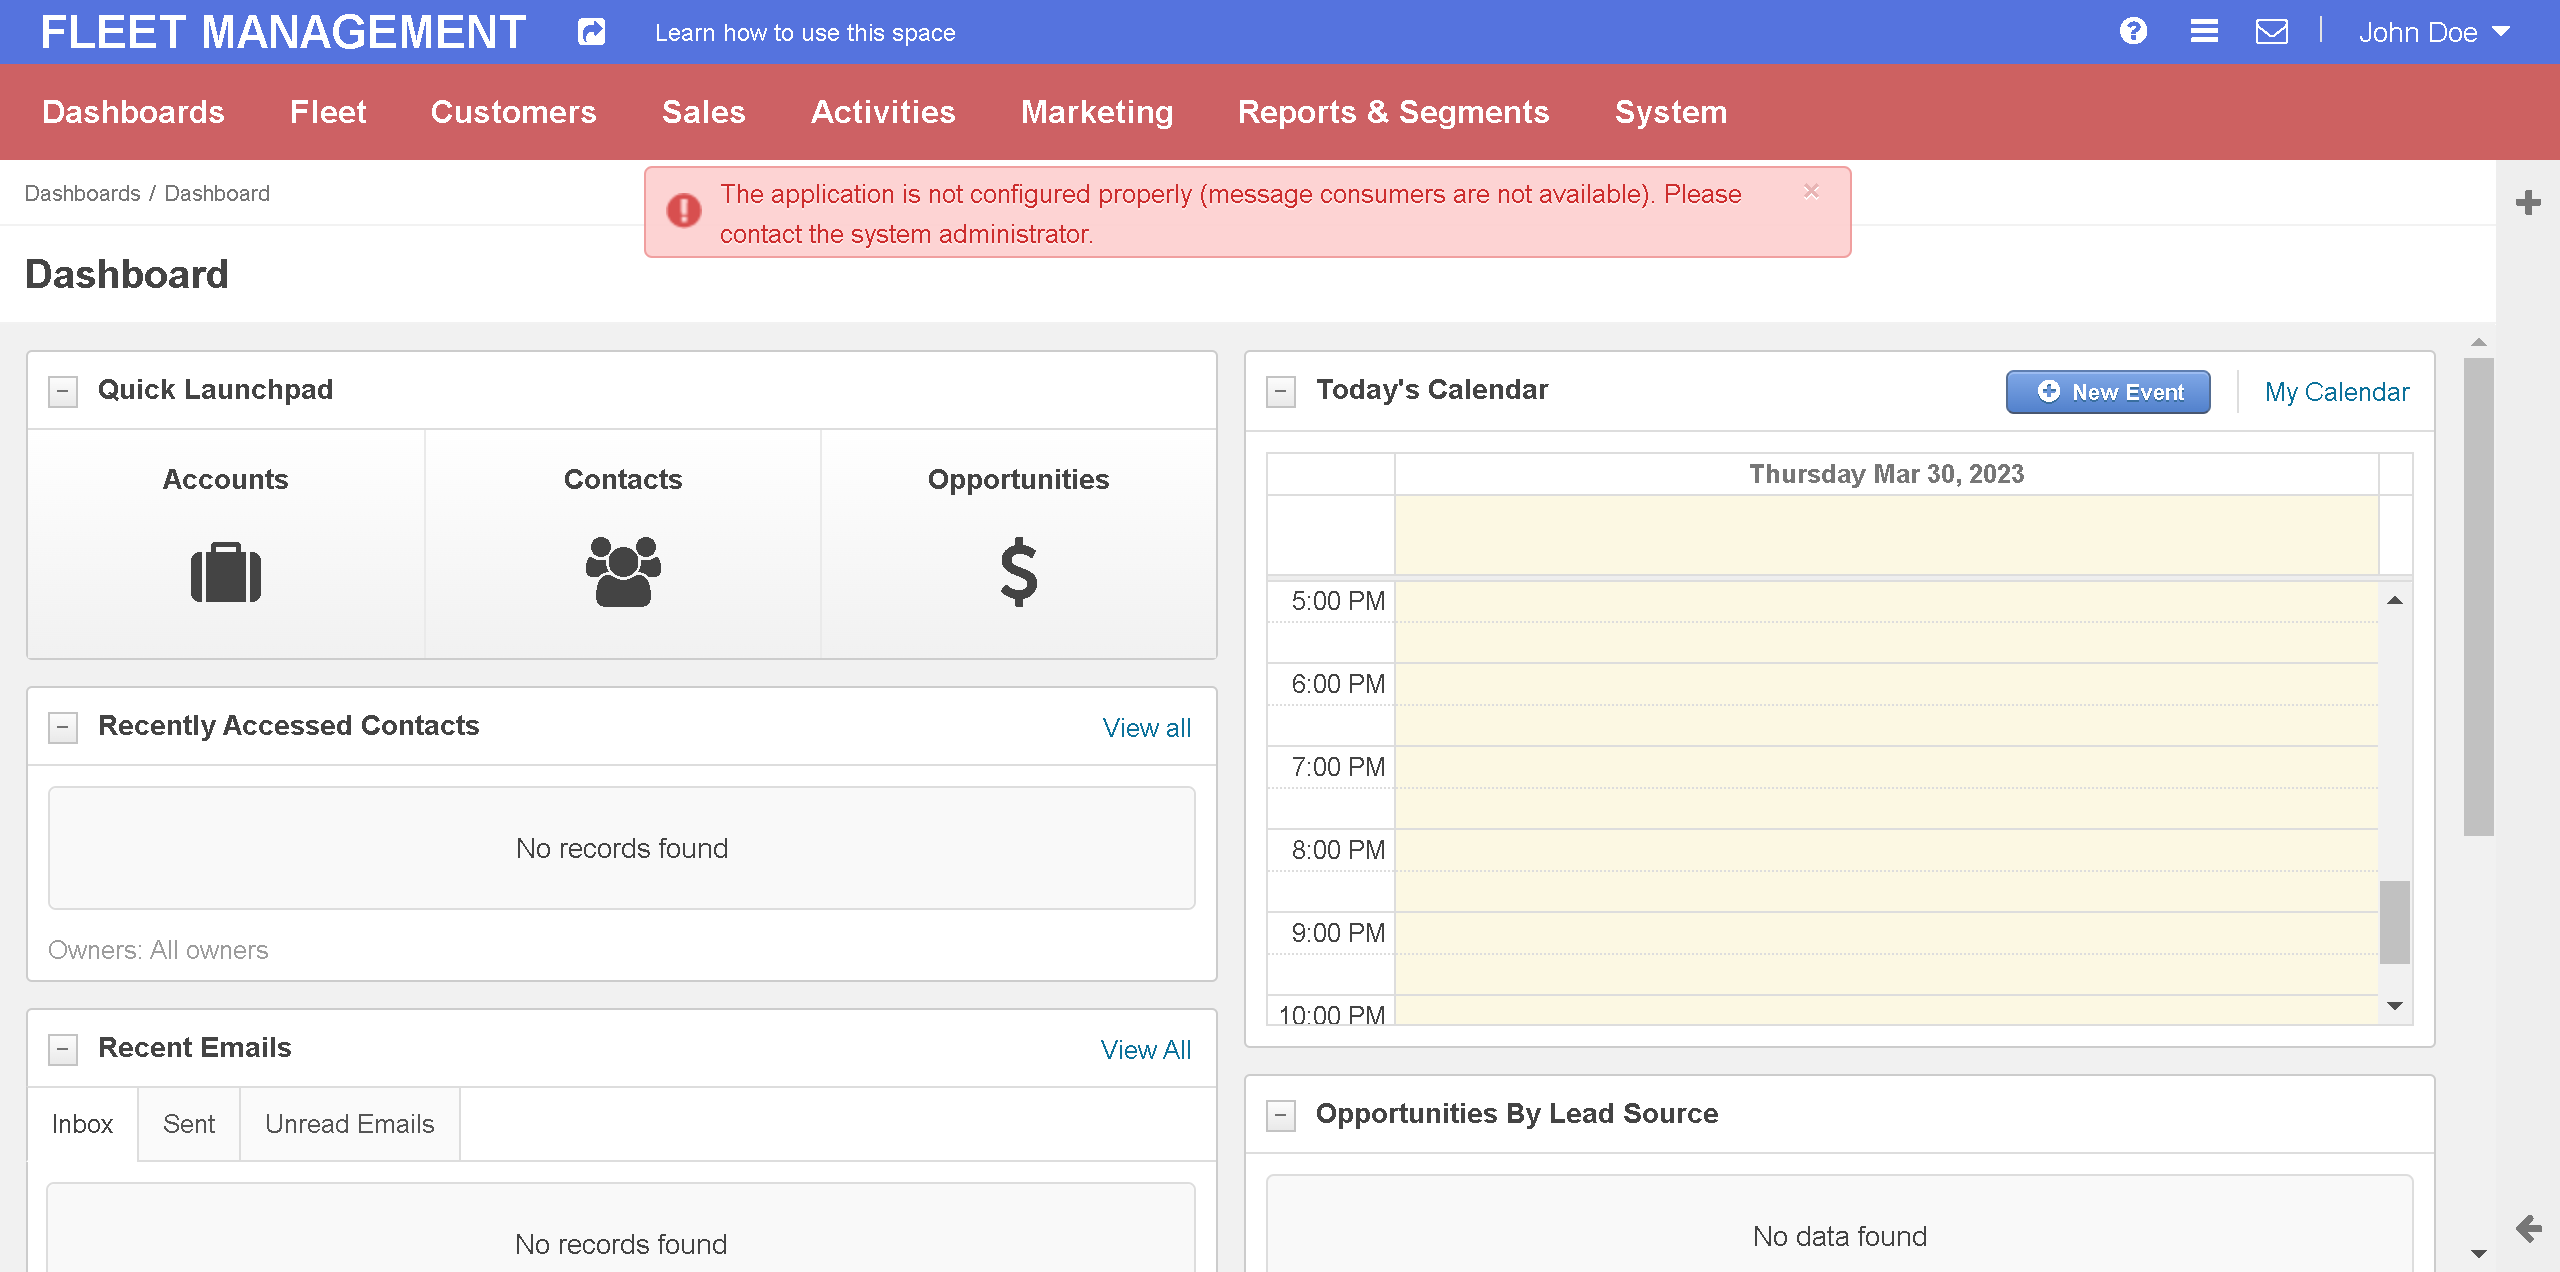 FLEET MANAGEMENT
Learn how to use this space
John Doe
Dashboards
Fleet
Customers
Sales
Activities
Marketing
Reports & Segments
System
Dashboards / Dashboard
The application is not configured properly (message consumers are not available). Please
contact the system administrator.
×
Dashboard
Quick Launchpad
Accounts
Contacts
Opportunities
Recently Accessed Contacts
View all
No records found
Owners: All owners
Recent Emails
View All
Inbox
Sent
Unread Emails
No records found
Today's Calendar
New Event
My Calendar
Thursday Mar 30, 2023
5:00 PM
6:00 PM
7:00 PM
8:00 PM
9:00 PM
10:00 PM
Opportunities By Lead Source
No data found